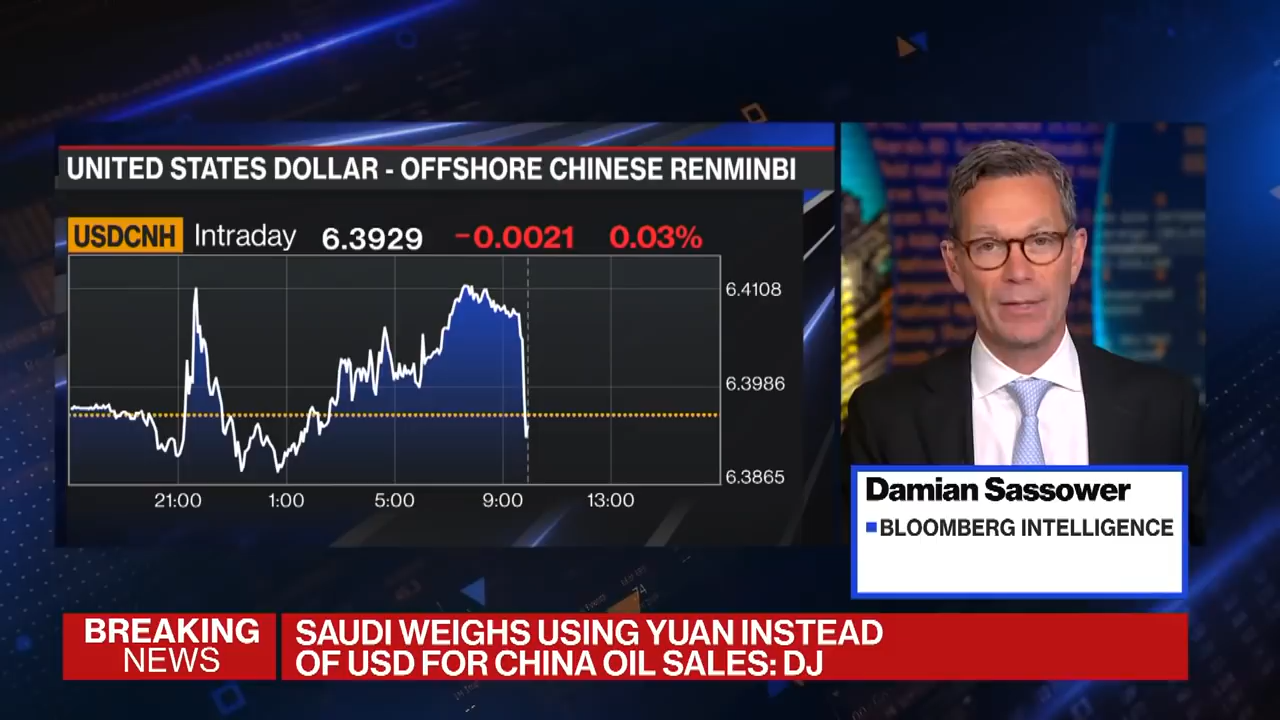 UNITED STATES DOLLAR - OFFSHORE CHINESE RENMINBI
USDCNH Intraday 6.3929 -0.0021 0.03%
6.4108
6.3986
6.3865
21:00 1:00 5:00 9:00 13:00
Damian Sassower
BLOOMBERG INTELLIGENCE
BREAKING
NEWS
SAUDI WEIGHS USING YUAN INSTEAD
OF USD FOR CHINA OIL SALES: DJ